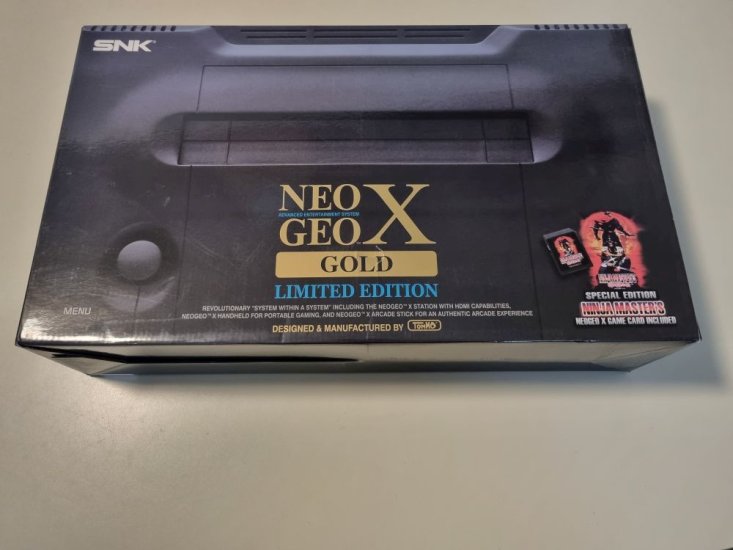 SNK®
NEO GEO X
ADVANCED ENTERTAINMENT SYSTEM
GOLD
LIMITED EDITION
REVOLUTIONARY "SYSTEM WITHIN A SYSTEM" INCLUDING THE NEOGEO™ X STATION WITH HDMI CAPABILITIES,
NEOGEO™ X HANDHELD FOR PORTABLE GAMING, AND NEOGEO™ X ARCADE STICK FOR AN AUTHENTIC ARCADE EXPERIENCE
DESIGNED & MANUFACTURED BY TOMMO
MENU
SPECIAL EDITION
NINJA MASTER'S
NEOGEO X GAME CARD INCLUDED